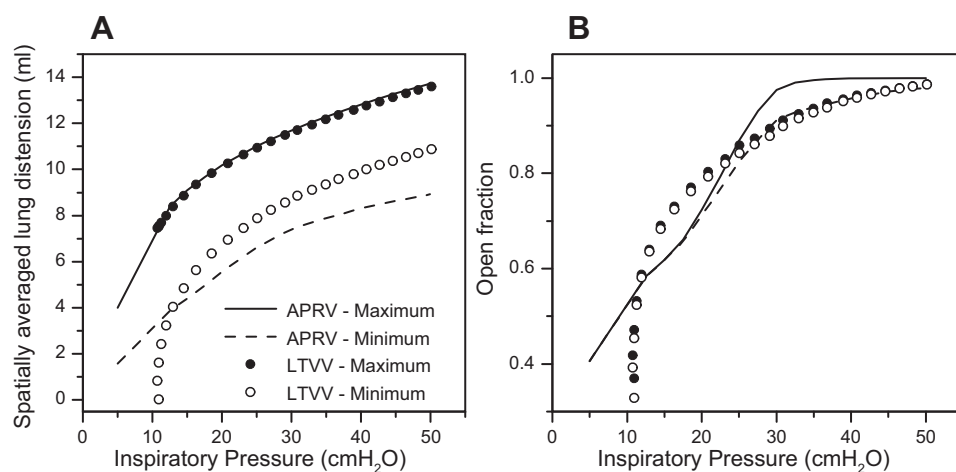 A
Spatially averaged lung distension (ml)
14
12
10
8
6
4
2
0
APRV - Maximum
APRV - Minimum
LTVV - Maximum
LTVV - Minimum
0 10 20 30 40 50
Inspiratory Pressure (cmH₂O)
B
Open fraction
1.0
0.8
0.6
0.4
0 10 20 30 40 50
Inspiratory Pressure (cmH₂O)